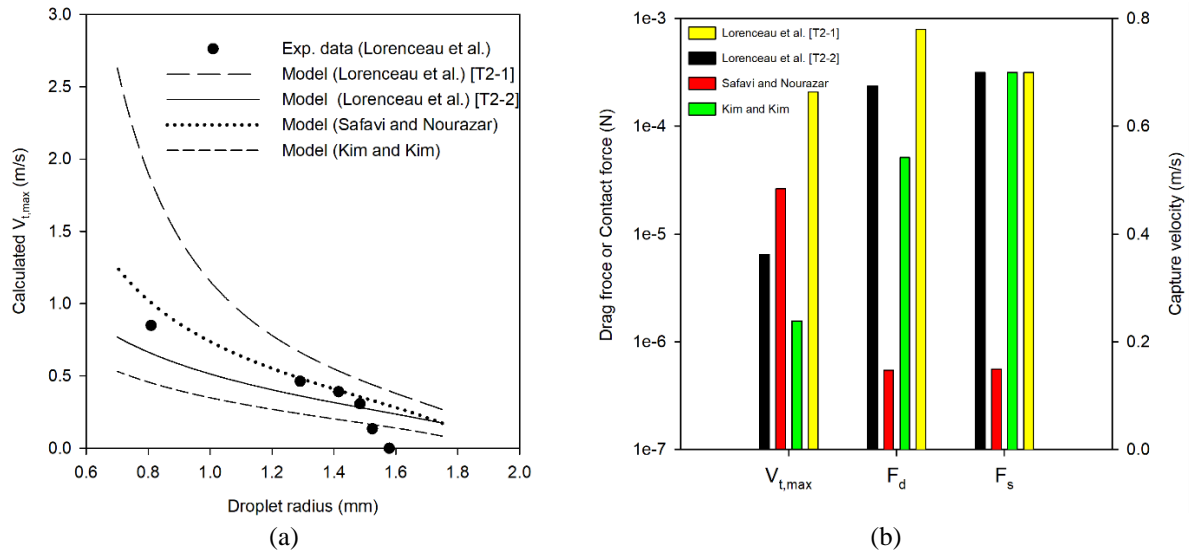 3.0
2.5
2.0
1.5
1.0
0.5
0.0
Calculated V_t,max (m/s)
Exp. data (Lorenceau et al.)
Model (Lorenceau et al.) [T2-1]
Model (Lorenceau et al.) [T2-2]
Model (Safavi and Nourazar)
Model (Kim and Kim)
0.6 0.8 1.0 1.2 1.4 1.6 1.8 2.0
Droplet radius (mm)
(a)
1e-3
1e-4
1e-5
1e-6
1e-7
Drag froce or Contact force (N)
Lorenceau et al. [T2-1]
Lorenceau et al. [T2-2]
Safavi and Nourazar
Kim and Kim
0.8
0.6
0.4
0.2
0.0
Capture velocity (m/s)
V_t,max F_d F_s
(b)